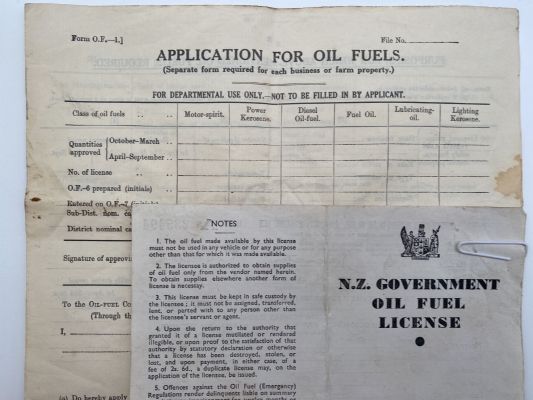 Form O.F.—1.]
File No.
APPLICATION FOR OIL FUELS.
(Separate form required for each business or farm property.)
FOR DEPARTMENTAL USE ONLY.—NOT TO BE FILLED IN BY APPLICANT.
Class of oil fuels .. Motor-spirit. Power Kerosene. Diesel Oil-fuel. Fuel Oil. Lubricating-oil. Lighting Kerosene.
Quantities approved
October-March ..
April-September ..
No. of license ..
O.F.-6 prepared (initials) ..
Entered on O.F.-7 (initials)
Sub-Dist. nom. ca
District nominal ca
Signature of approvi
To the OIL-FUEL CO
(Through th
I,
(a) Do hereby apply
NOTES
1. The oil fuel made available by this license
must not be used in any vehicle or for any purpose
other than that for which it was made available.
2. The licensee is authorized to obtain supplies
of oil fuel only from the vendor named herein.
To obtain supplies elsewhere another form of
license is necessary.
3. This license must be kept in safe custody by
the licensee; it must not be assigned, transferred,
lent, or parted with to any person other than
the licensee's servant or agent.
4. Upon the return to the authority that
granted it of a license mutilated or rendered
illegible, or upon proof to the satisfaction of that
authority by statutory declaration or otherwise
that a license has been destroyed, stolen, or
lost, and upon payment, in either case, of a
fee of 2s. 6d., a duplicate license may, on the
application of the licensee, be issued.
5. Offences against the Oil Fuel (Emergency)
Regulations render delinquents liable on summary
N.Z. GOVERNMENT
OIL FUEL
LICENSE